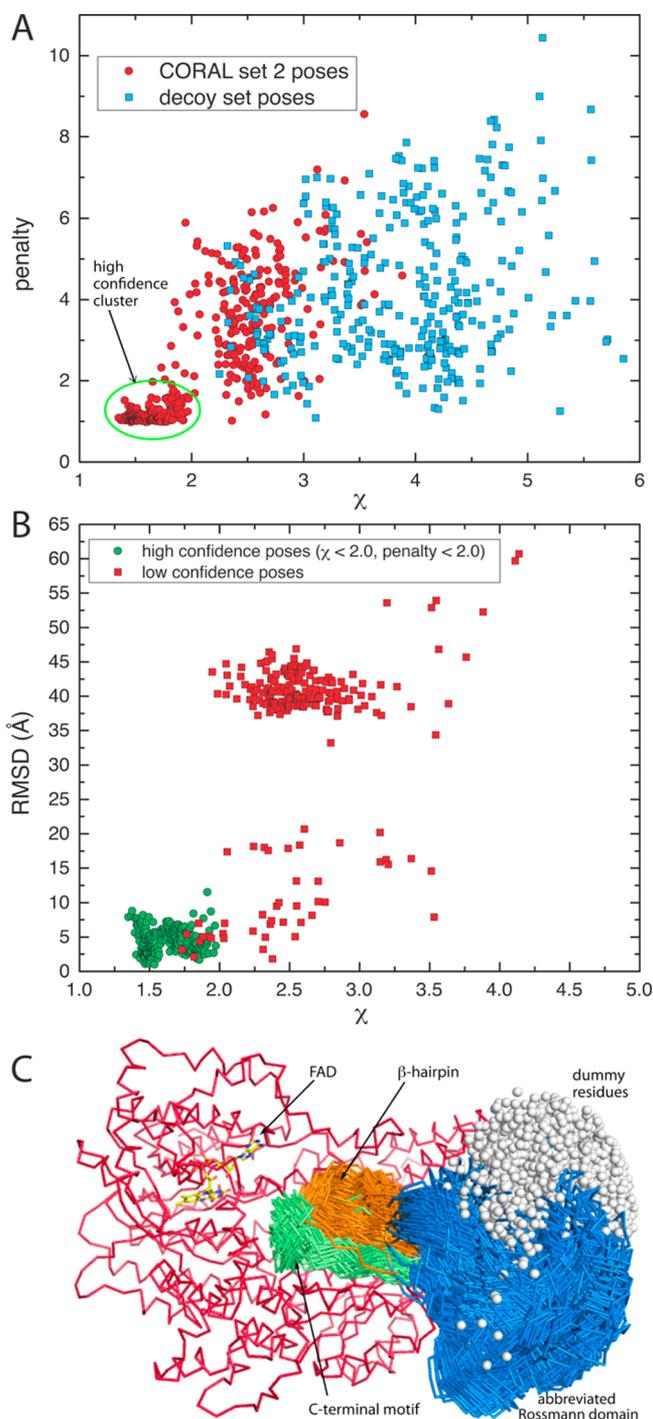 A
CORAL set 2 poses
decoy set poses
penalty
10
8
6
4
2
0
high
confidence
cluster
1 2 3 4 5 6
χ
B
high confidence poses (χ < 2.0, penalty < 2.0)
low confidence poses
RMSD (Å)
65
60
55
50
45
40
35
30
25
20
15
10
5
0
1.0 1.5 2.0 2.5 3.0 3.5 4.0 4.5 5.0
χ
C
FAD
β-hairpin
dummy
residues
C-terminal motif
abbreviated
Rossmann domain